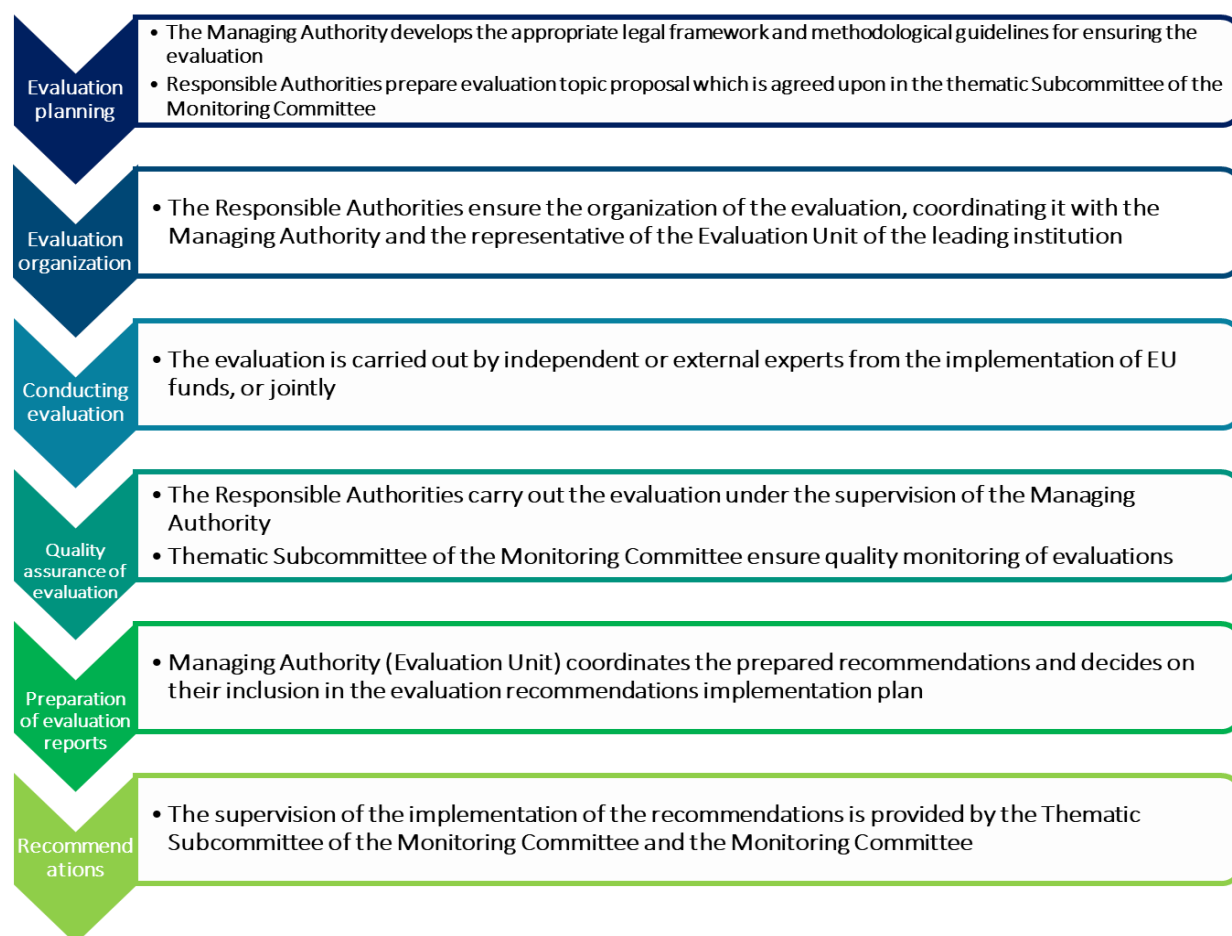 Evaluation
planning
• The Managing Authority develops the appropriate legal framework and methodological guidelines for ensuring the
evaluation
• Responsible Authorities prepare evaluation topic proposal which is agreed upon in the thematic Subcommittee of the
Monitoring Committee
Evaluation
organization
• The Responsible Authorities ensure the organization of the evaluation, coordinating it with the
Managing Authority and the representative of the Evaluation Unit of the leading institution
Conducting
evaluation
• The evaluation is carried out by independent or external experts from the implementation of EU
funds, or jointly
Quality
assurance of
evaluation
• The Responsible Authorities carry out the evaluation under the supervision of the Managing
Authority
• Thematic Subcommittee of the Monitoring Committee ensure quality monitoring of evaluations
Preparation
of evaluation
reports
• Managing Authority (Evaluation Unit) coordinates the prepared recommendations and decides on
their inclusion in the evaluation recommendations implementation plan
Recommend
ations
• The supervision of the implementation of the recommendations is provided by the Thematic
Subcommittee of the Monitoring Committee and the Monitoring Committee